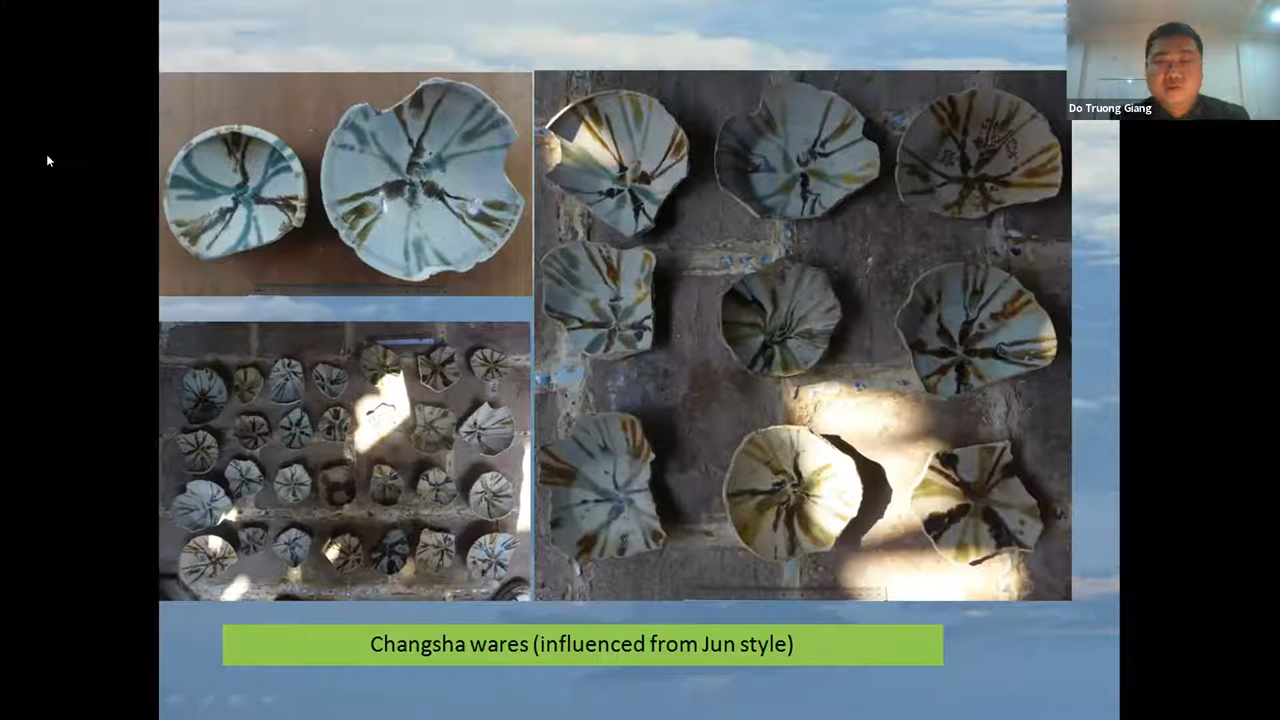 Do Truong Giang
Changsha wares (influenced from Jun style)